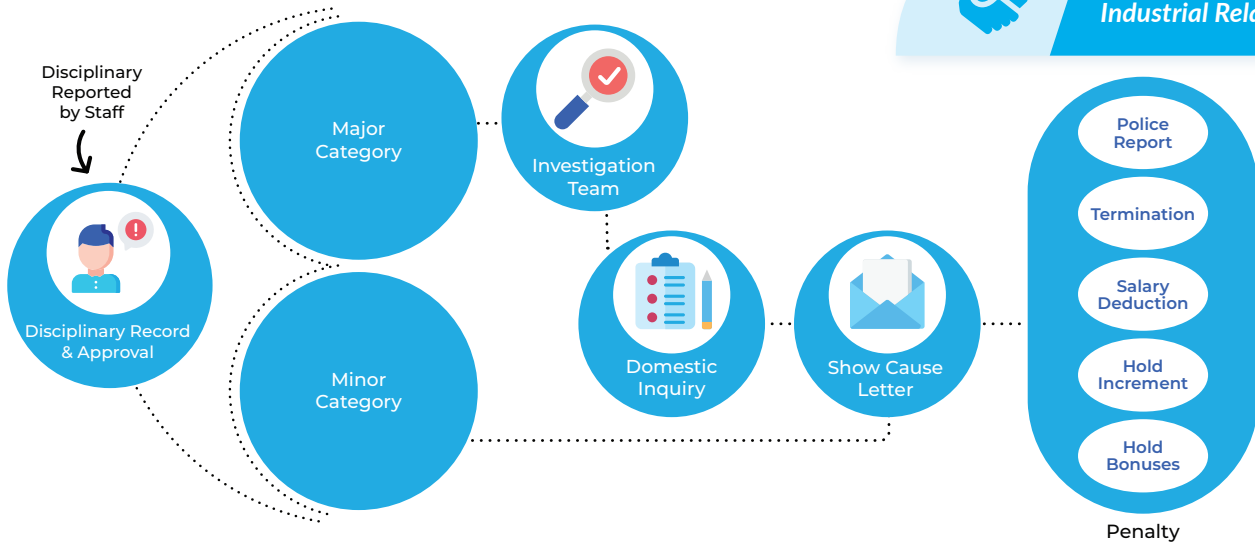 Industrial Rela
Disciplinary
Reported
by Staff
Disciplinary Record
& Approval
Major
Category
Minor
Category
Investigation
Team
Domestic
Inquiry
Show Cause
Letter
Police
Report
Termination
Salary
Deduction
Hold
Increment
Hold
Bonuses
Penalty